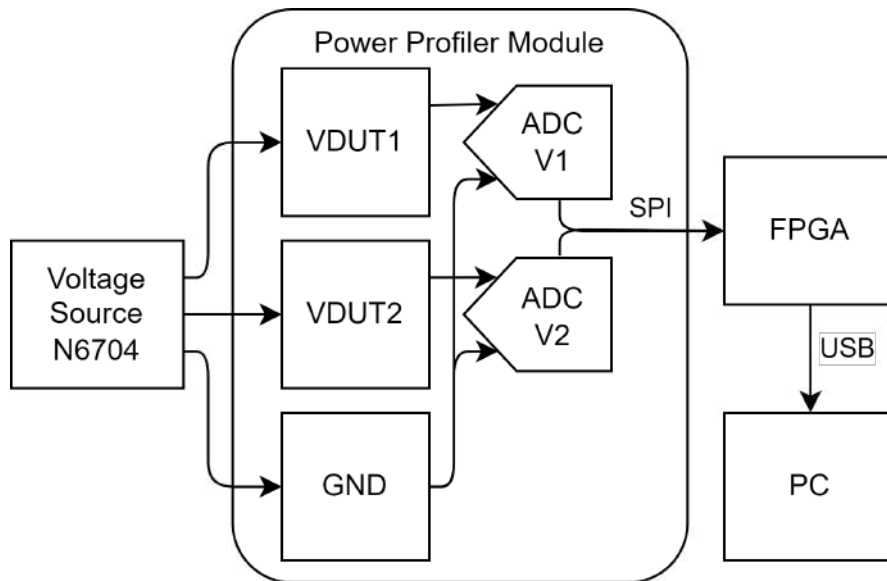 Power Profiler Module
VDUT1
ADC
V1
SPI
FPGA
Voltage
Source
N6704
VDUT2
ADC
V2
USB
GND
PC